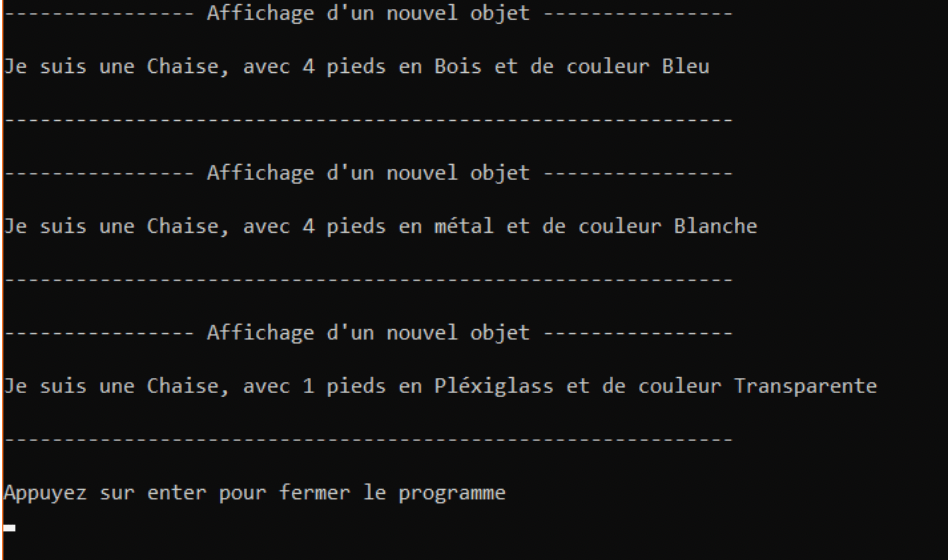 ---------------- Affichage d'un nouvel objet ----------------
Je suis une Chaise, avec 4 pieds en Bois et de couleur Bleu
-------------------------------------------------------------
---------------- Affichage d'un nouvel objet ----------------
Je suis une Chaise, avec 4 pieds en métal et de couleur Blanche
-------------------------------------------------------------
---------------- Affichage d'un nouvel objet ----------------
Je suis une Chaise, avec 1 pieds en Pléxiglass et de couleur Transparente
-------------------------------------------------------------
Appuyez sur enter pour fermer le programme